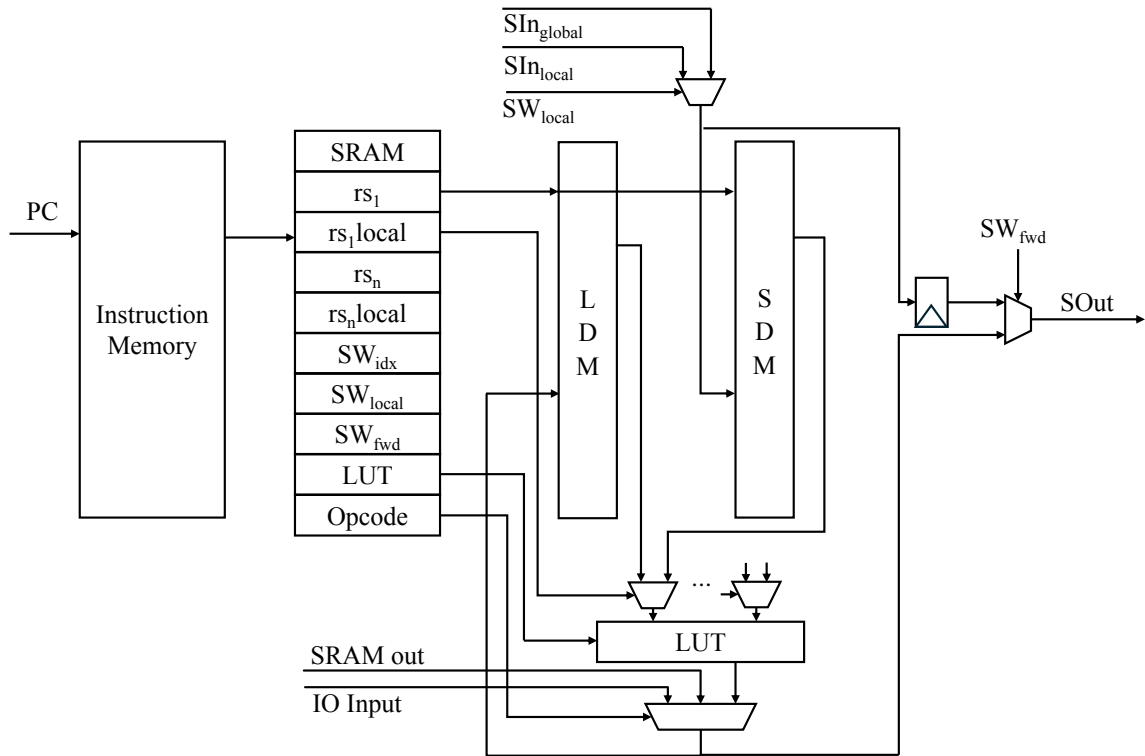 SIn_global
SIn_local
SW_local
SRAM
rs_1
PC
rs_1local
SW_fwd
rs_n
rs_nlocal
Instruction
Memory
L
D
M
S
D
M
SOut
SW_idx
SW_local
SW_fwd
LUT
Opcode
...
LUT
SRAM out
IO Input